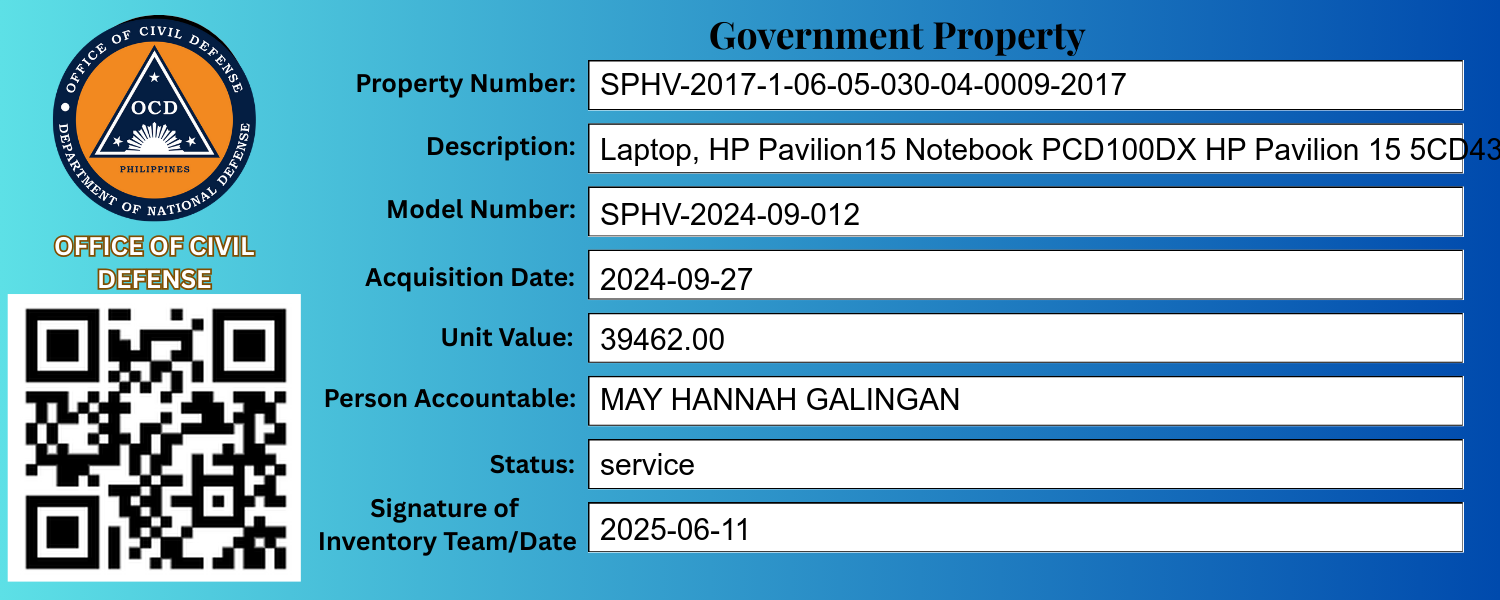 OFFICE OF CIVIL DEFENSE
OCD
PHILIPPINES
DEPARTMENT OF NATIONAL DEFENSE
OFFICE OF CIVIL
DEFENSE
Government Property
Property Number: SPHV-2017-1-06-05-030-04-0009-2017
Description: Laptop, HP Pavilion15 Notebook PCD100DX HP Pavilion 15 5CD43
Model Number: SPHV-2024-09-012
Acquisition Date: 2024-09-27
Unit Value: 39462.00
Person Accountable: MAY HANNAH GALINGAN
Status: service
Signature of
Inventory Team/Date 2025-06-11